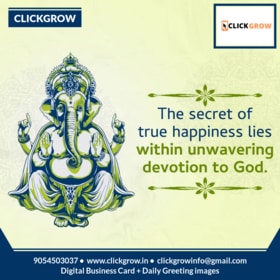 CLICKGROW
CLICKGROW
The secret of
true happiness lies
within unwavering
devotion to God.
9054503037 • www.clickgrow.in • clickgrowinfo@gmail.com
Digital Business Card + Daily Greeting images